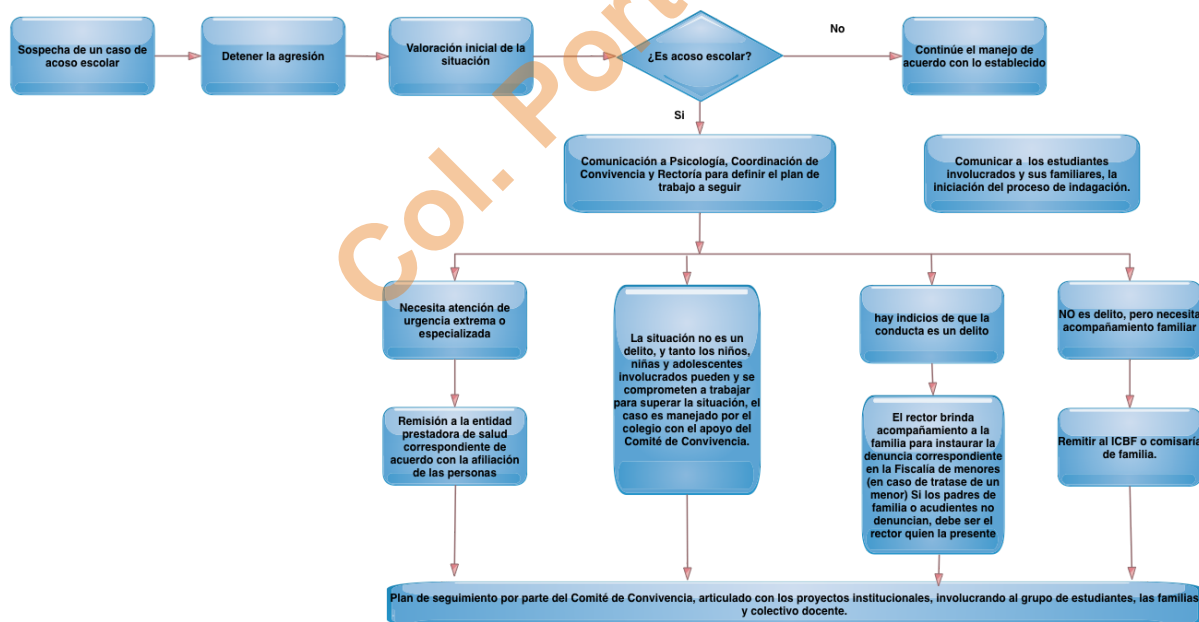 Sospecha de un caso de
acoso escolar
Detener la agresión
Valoración inicial de la
situación
¿Es acoso escolar?
No
Continúe el manejo de
acuerdo con lo establecido
Si
Comunicación a Psicología, Coordinación de
Convivencia y Rectoría para definir el plan de
trabajo a seguir
Comunicar a los estudiantes
involucrados y sus familiares, la
iniciación del proceso de indagación.
Necesita atención de
urgencia extrema o
especializada
La situación no es un
delito, y tanto los niños,
niñas y adolescentes
involucrados pueden y se
comprometen a trabajar
para superar la situación, el
caso es manejado por el
colegio con el apoyo del
Comité de Convivencia.
hay indicios de que la
conducta es un delito
NO es delito, pero necesita
acompañamiento familiar
Remisión a la entidad
prestadora de salud
correspondiente de
acuerdo con la afiliación
de las personas
El rector brinda
acompañamiento a la
familia para instaurar la
denuncia correspondiente
en la Fiscalía de menores
(en caso de tratase de un
menor) Si los padres de
familia o acudientes no
denuncian, debe ser el
rector quien la presente
Remitir al ICBF o comisaría
de familia.
Plan de seguimiento por parte del Comité de Convivencia, articulado con los proyectos institucionales, involucrando al grupo de estudiantes, las familias
y colectivo docente.
Col.